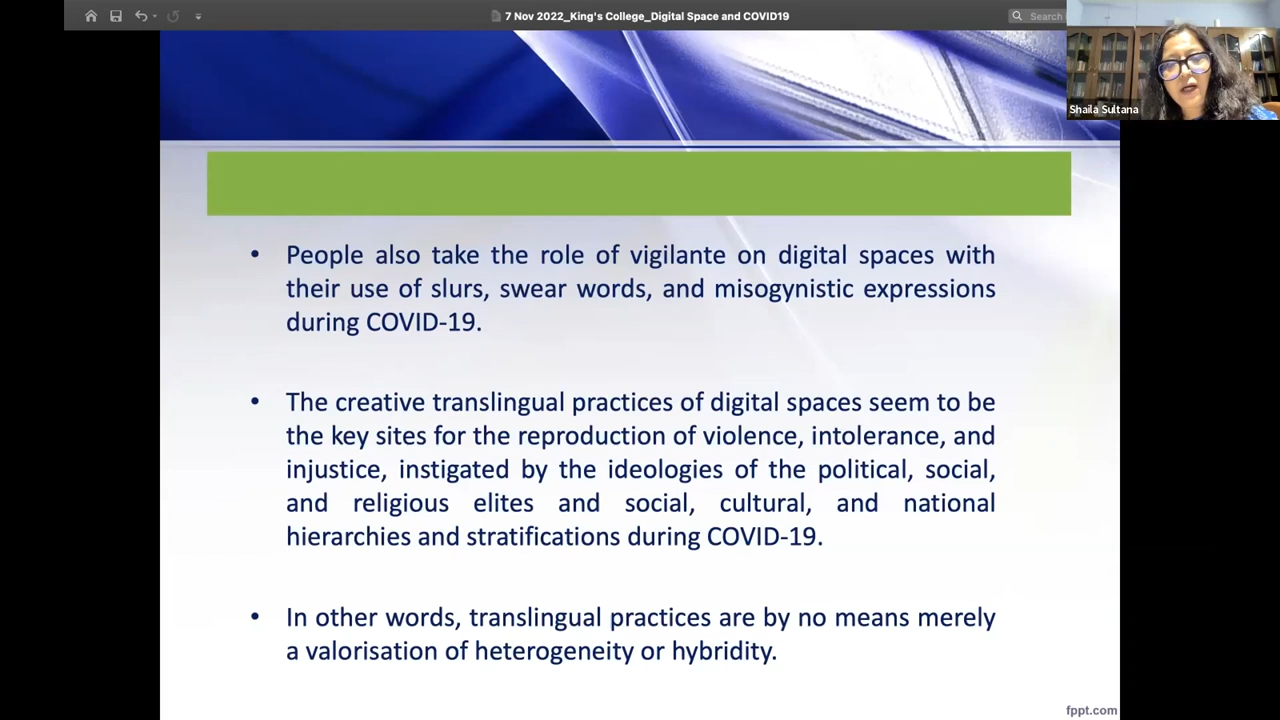 7 Nov 2022_King's College_Digital Space and COVID19
Search
Shaila Sultana
• People also take the role of vigilante on digital spaces with
their use of slurs, swear words, and misogynistic expressions
during COVID-19.
• The creative translingual practices of digital spaces seem to be
the key sites for the reproduction of violence, intolerance, and
injustice, instigated by the ideologies of the political, social,
and religious elites and social, cultural, and national
hierarchies and stratifications during COVID-19.
• In other words, translingual practices are by no means merely
a valorisation of heterogeneity or hybridity.
fppt.com